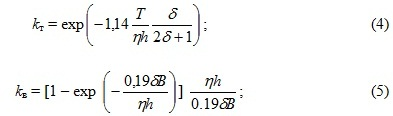 k_т = exp(−1,14 T/(ηh) δ/(2δ+1)); (4)
k_в = [1 − exp (−0,19δB/(ηh))] ηh/(0.19δB); (5)